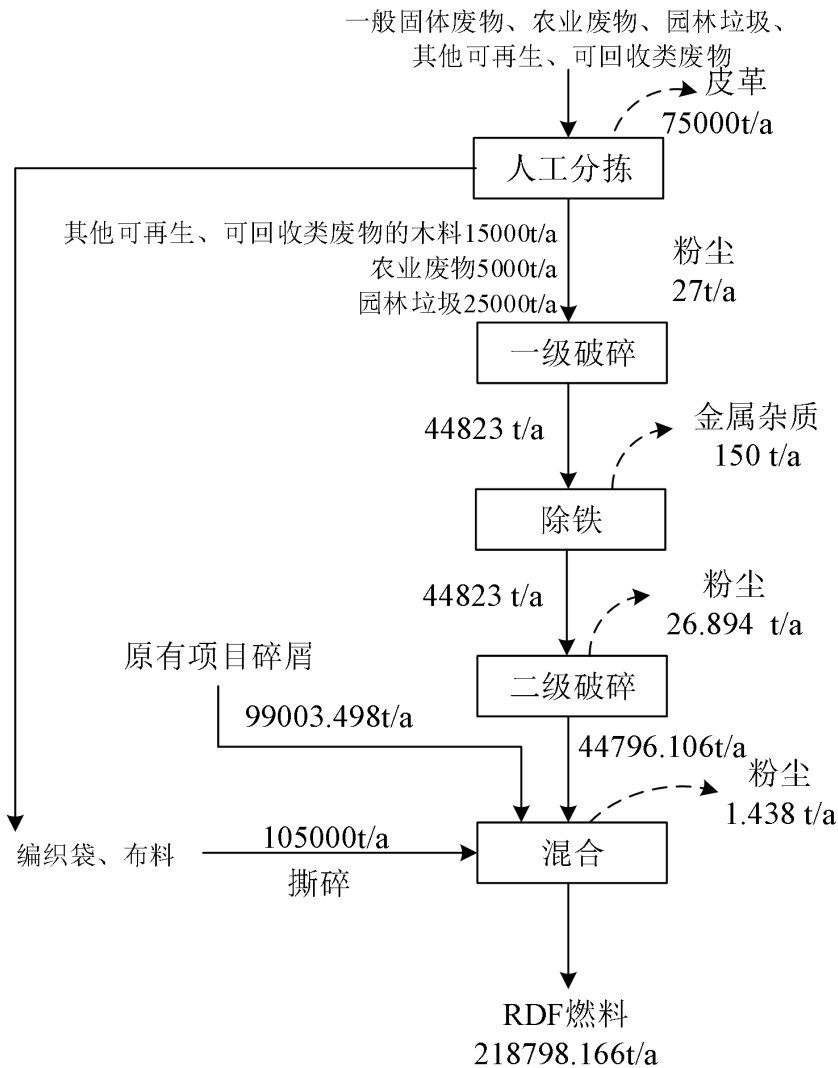 一般固体废物、农业废物、园林垃圾、
其他可再生、可回收类废物
皮革
75000t/a
人工分拣
其他可再生、可回收类废物的木料15000t/a
农业废物5000t/a
园林垃圾25000t/a
粉尘
27t/a
一级破碎
44823 t/a
金属杂质
150 t/a
除铁
44823 t/a
粉尘
26.894 t/a
原有项目碎屑
二级破碎
99003.498t/a
44796.106t/a
粉尘
1.438 t/a
编织袋、布料
105000t/a
撕碎
混合
RDF燃料
218798.166t/a